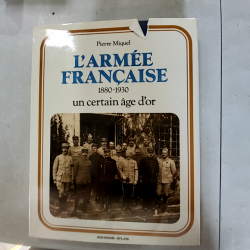 Pierre Miquel
L'ARMÉE
FRANÇAISE
1880-1930
un certain âge d'or